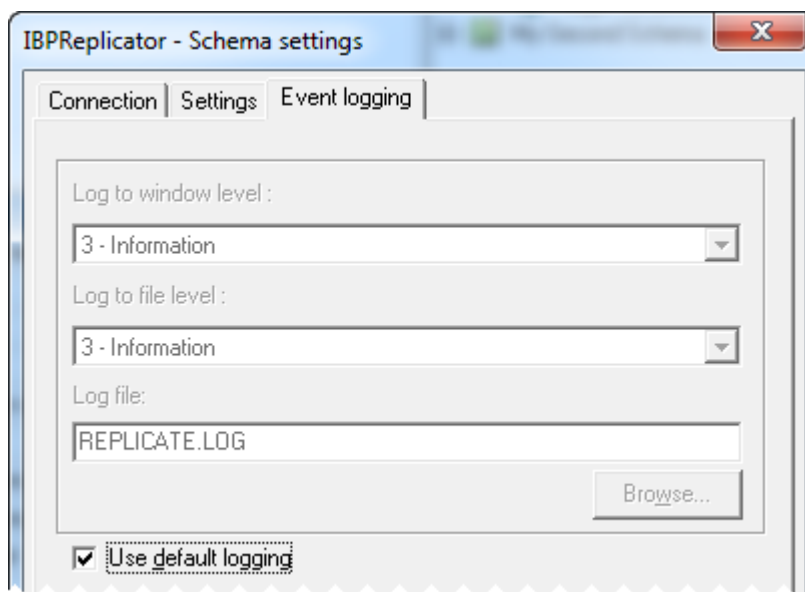 IBPReplicator - Schema settings
Connection Settings Event logging
Log to window level :
3 - Information
Log to file level :
3 - Information
Log file:
REPLICATE.LOG
Browse...
Use default logging